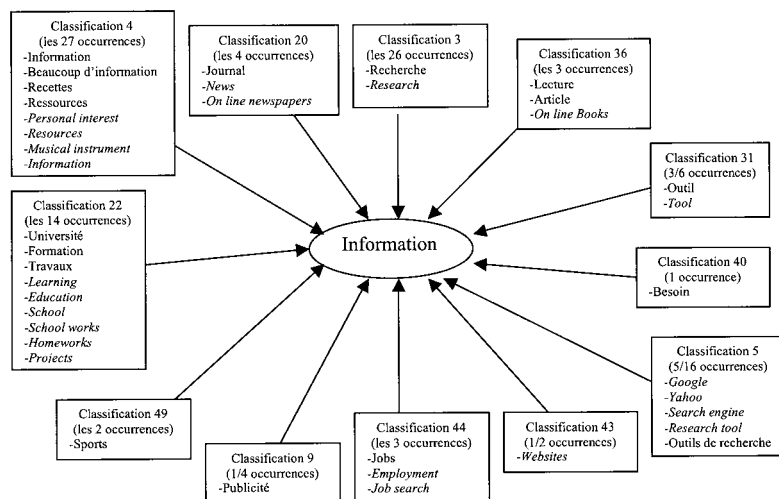 Classification 4
(les 27 occurrences)
-Information
-Beaucoup d'information
-Recettes
-Ressources
-Personal interest
-Resources
-Musical instrument
-Information
Classification 20
(les 4 occurrences)
-Journal
-News
-On line newspapers
Classification 3
(les 26 occurrences)
-Recherche
-Research
Classification 36
(les 3 occurrences)
-Lecture
-Article
-On line Books
Classification 31
(3/6 occurrences)
-Outil
-Tool
Classification 22
(les 14 occurrences)
-Université
-Formation
-Travaux
-Learning
-Education
-School
-School works
-Homeworks
-Projects
Information
Classification 40
(1 occurrence)
-Besoin
Classification 5
(5/16 occurrences)
-Google
-Yahoo
-Search engine
-Research tool
-Outils de recherche
Classification 49
(les 2 occurrences)
-Sports
Classification 9
(1/4 occurrences)
-Publicité
Classification 44
(les 3 occurrences)
-Jobs
-Employment
-Job search
Classification 43
(1/2 occurrences)
-Websites